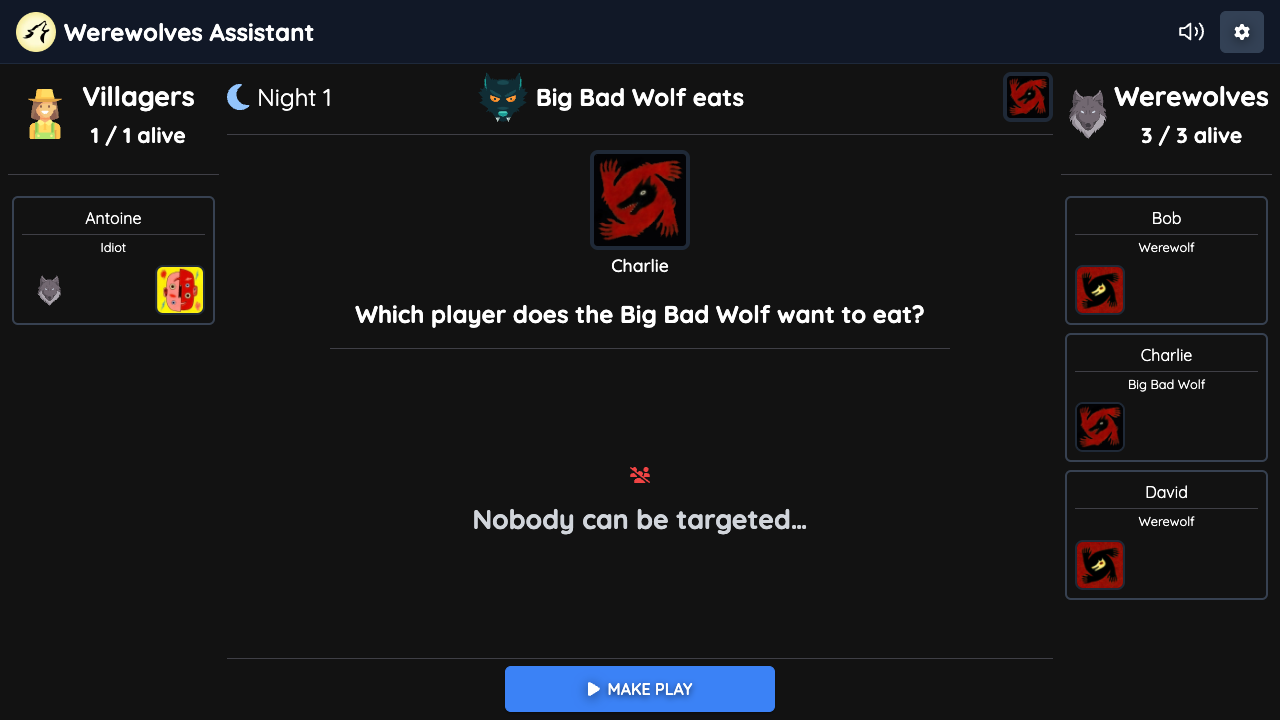 Werewolves Assistant
Villagers
1 / 1 alive
Antoine
Idiot
Night 1
Big Bad Wolf eats
Charlie
Which player does the Big Bad Wolf want to eat?
Nobody can be targeted...
MAKE PLAY
Werewolves
3 / 3 alive
Bob
Werewolf
Charlie
Big Bad Wolf
David
Werewolf